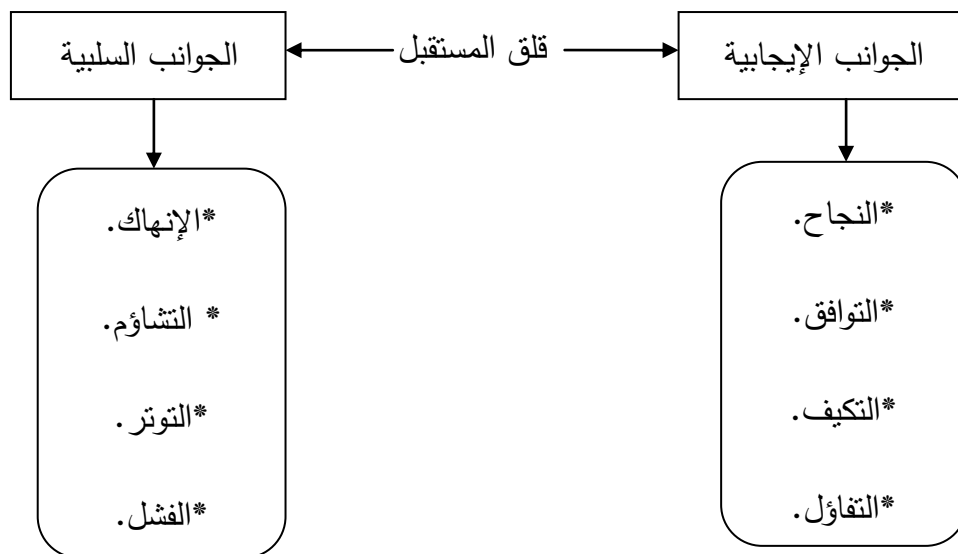 الجوانب الإيجابية
قلق المستقبل
الجوانب السلبية
*النجاح.
*التوافق.
*التكيف.
*التفاؤل.
*الإنهاك.
* التشاؤم.
*التوتر.
*الفشل.